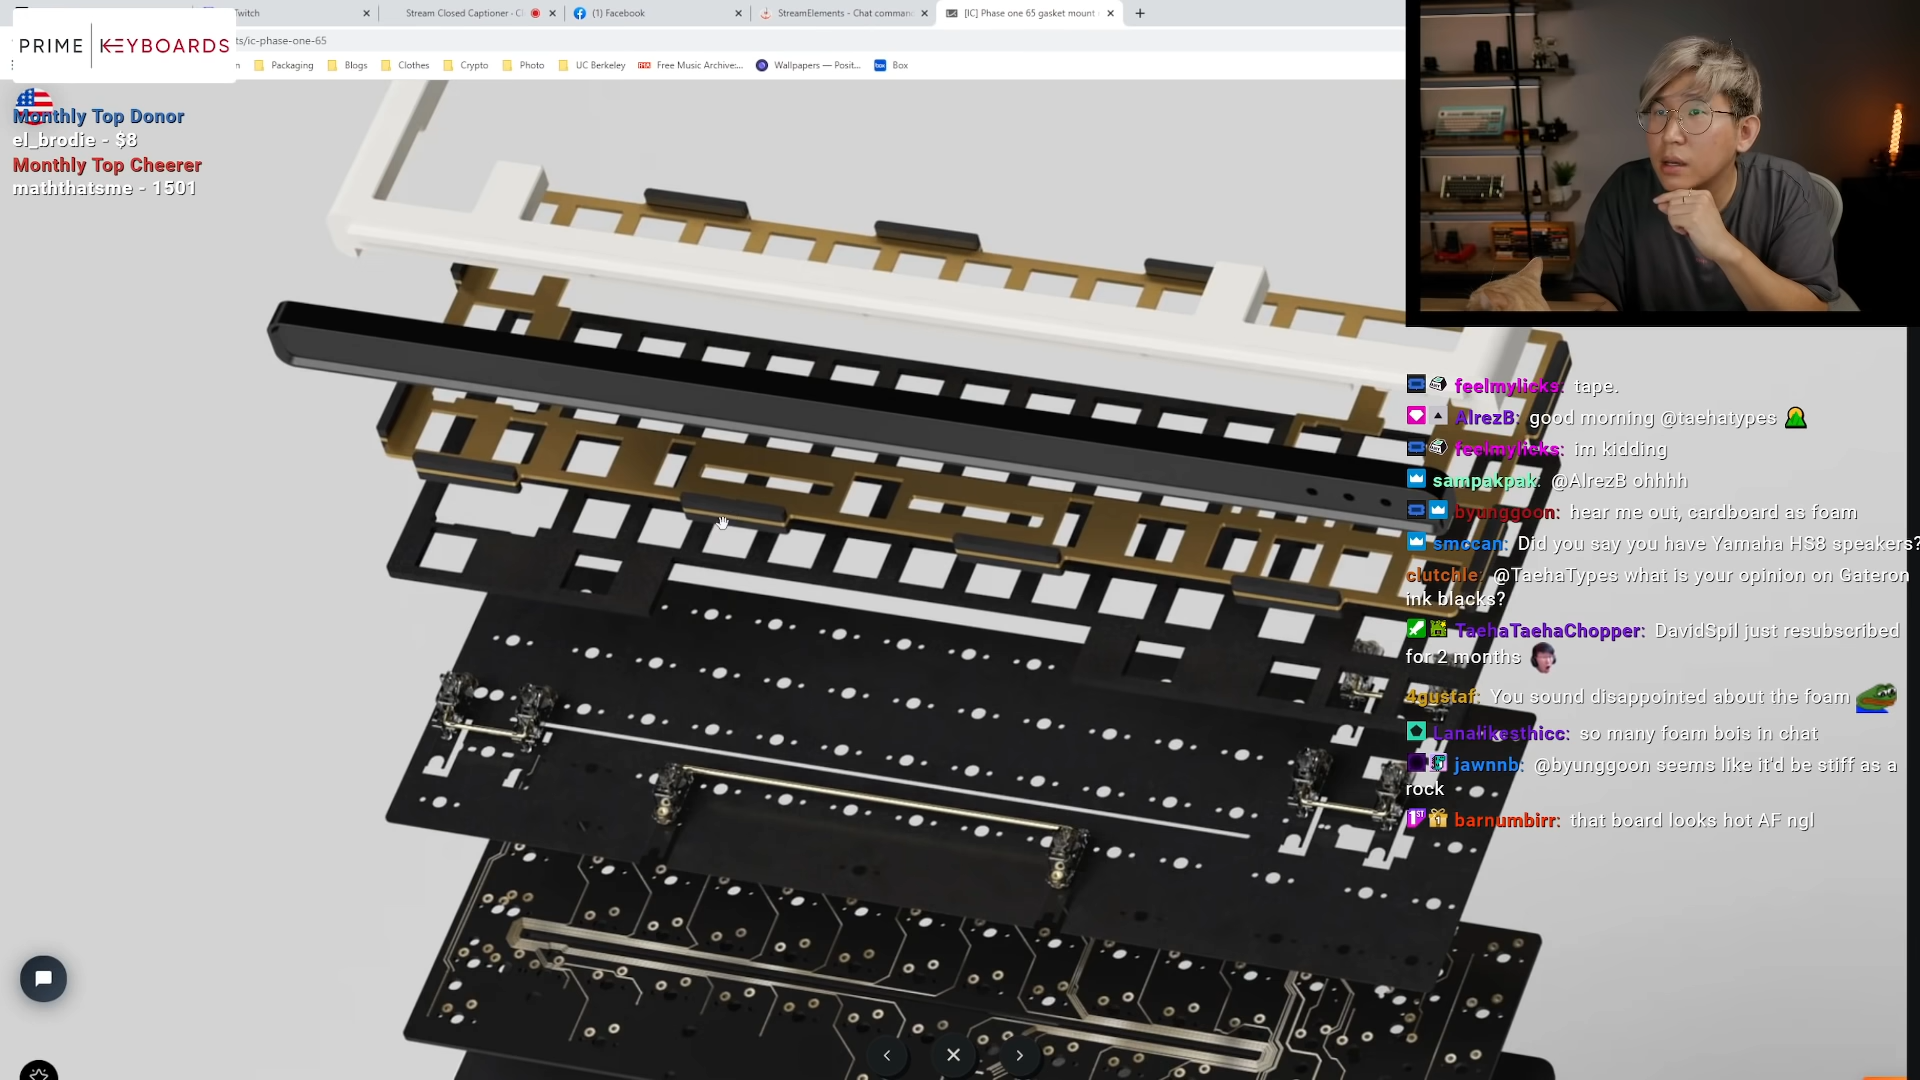 Twitch
Stream Closed Captioner - C
(1) Facebook
StreamElements - Chat comman
[IC] Phase one 65 gasket mount
PRIME KEYBOARDS
ts/ic-phase-one-65
Packaging
Blogs
Clothes
Crypto
Photo
UC Berkeley
Free Music Archive:...
Wallpapers — Posit...
Box
Monthly Top Donor
el_brodie - $8
Monthly Top Cheerer
maththatsme - 1501
feelmylicks: tape.
AlrezB: good morning @taehatypes
feelmylicks: im kidding
sampakpak: @AlrezB ohhhh
byunggoon: hear me out, cardboard as foam
smccan: Did you say you have Yamaha HS8 speakers?
clutchle: @TaehaTypes what is your opinion on Gateron
ink blacks?
TaehaTaehaChopper: DavidSpil just resubscribed
for 2 months
4gustaf: You sound disappointed about the foam
Lanalikesthicc: so many foam bois in chat
jawnnb: @byunggoon seems like it'd be stiff as a
rock
1ST barnumbirr: that board looks hot AF ngl